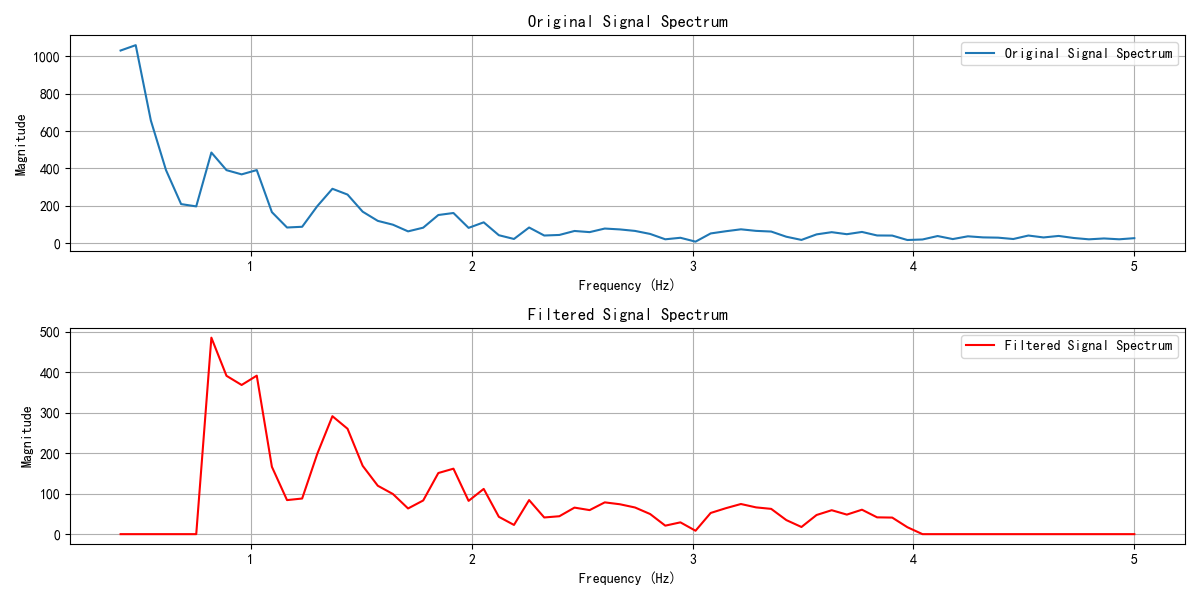 Original Signal Spectrum
Original Signal Spectrum
1000
800
600
400
200
0
Magnitude
1 2 3 4 5
Frequency (Hz)
Filtered Signal Spectrum
Filtered Signal Spectrum
500
400
300
200
100
0
Magnitude
1 2 3 4 5
Frequency (Hz)